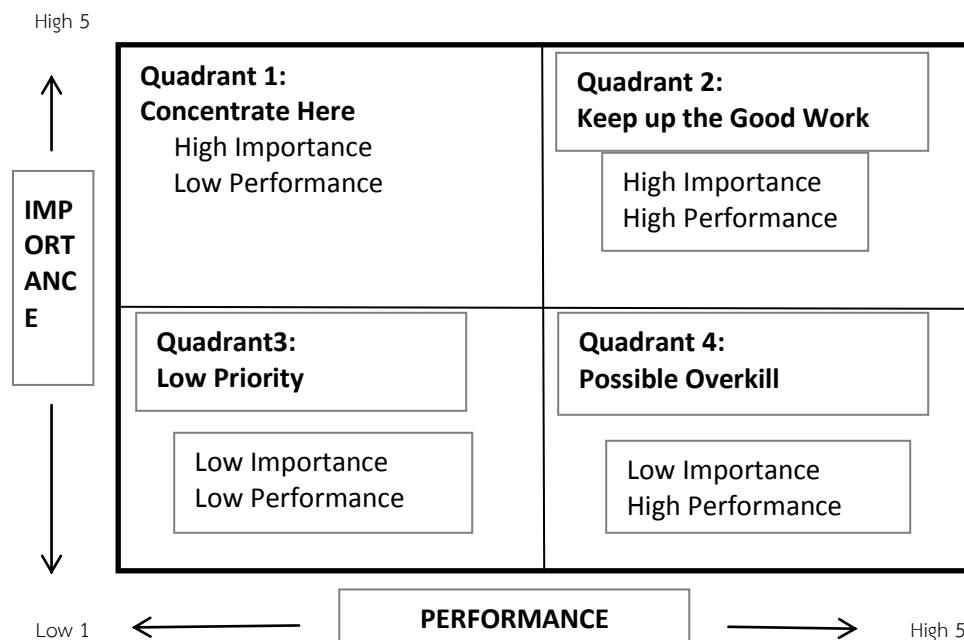 High 5
Quadrant 1:
Concentrate Here
High Importance
Low Performance
Quadrant 2:
Keep up the Good Work
High Importance
High Performance
IMP
ORT
ANC
E
Quadrant3:
Low Priority
Low Importance
Low Performance
Quadrant 4:
Possible Overkill
Low Importance
High Performance
Low 1
PERFORMANCE
High 5